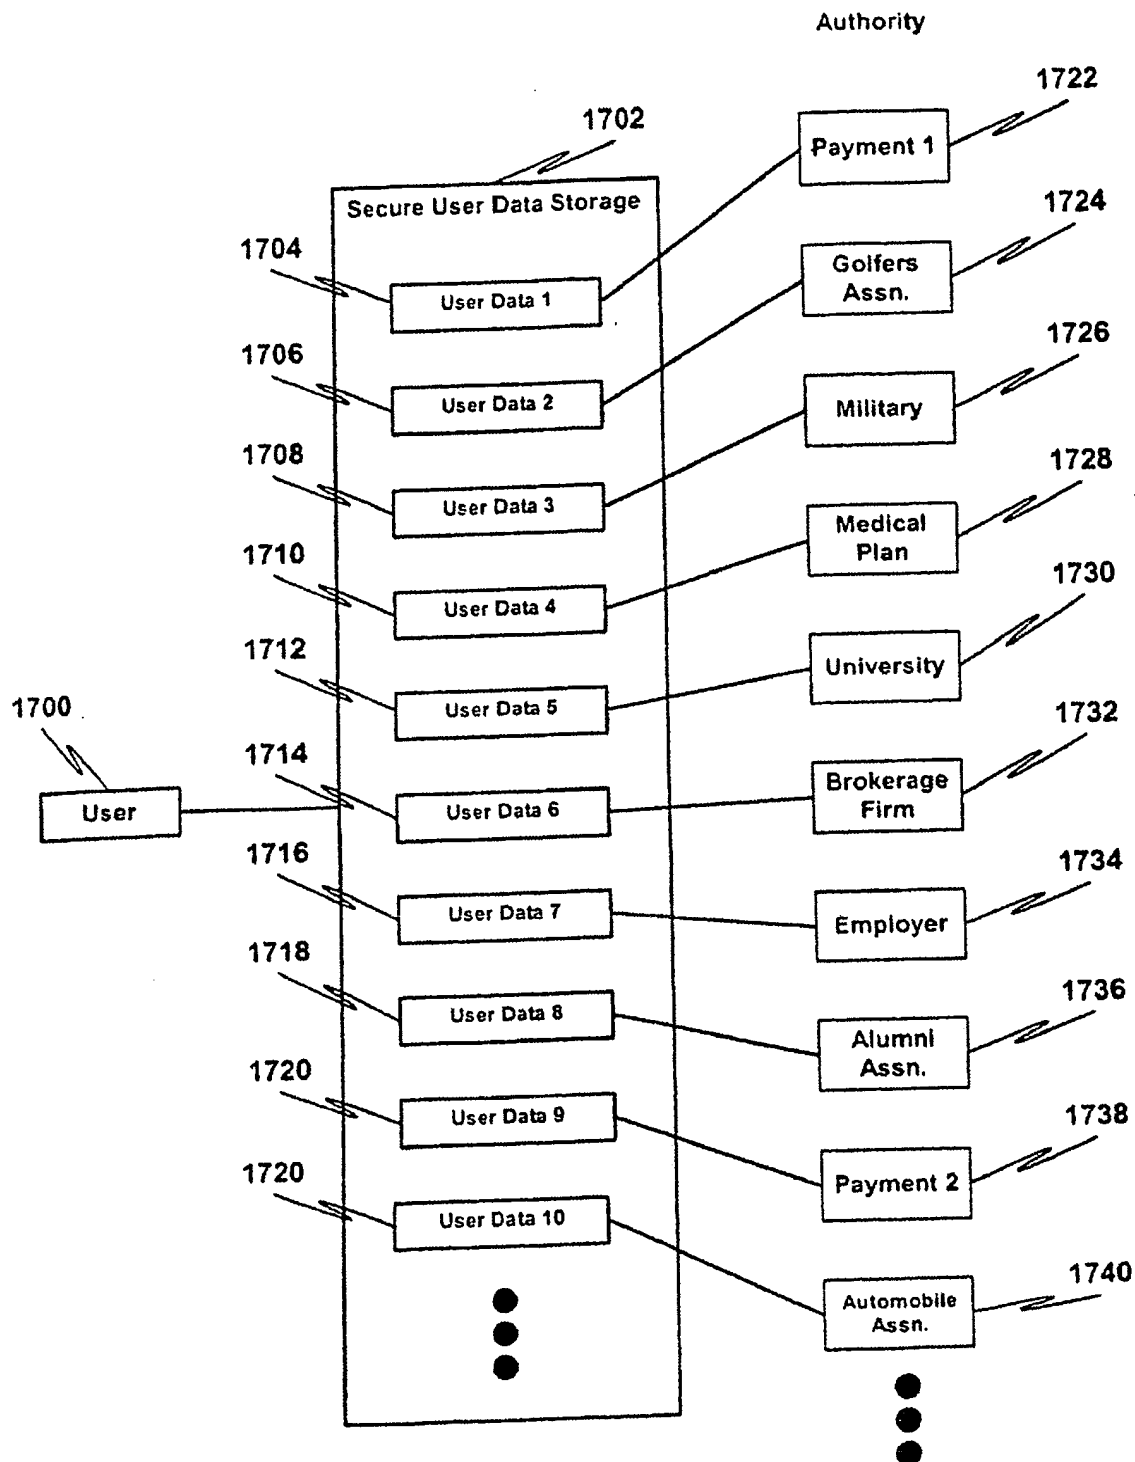 Authority
1722
Payment 1
1702
Secure User Data Storage
1724
Golfers
Assn.
1704
User Data 1
1726
Military
1706
User Data 2
1728
Medical
Plan
1708
User Data 3
1730
University
1710
User Data 4
1712
User Data 5
1700
User
1732
Brokerage
Firm
1714
User Data 6
1734
Employer
1716
User Data 7
1736
Alumni
Assn.
1718
User Data 8
1738
Payment 2
1720
User Data 9
1720
User Data 10
1740
Automobile
Assn.